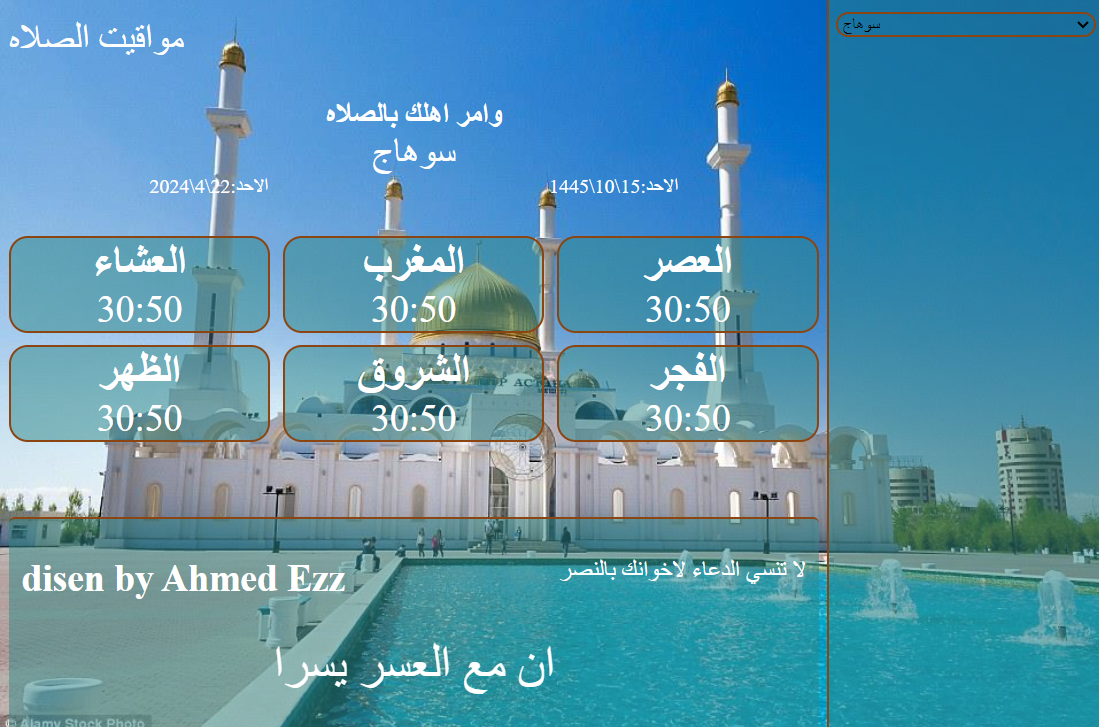 مواقيت الصلاه
سوهاج
وامر اهلك بالصلاه
سوهاج
الاحد:15\10\1445
الاحد:22\4\2024
العصر
30:50
المغرب
30:50
العشاء
30:50
الفجر
30:50
الشروق
30:50
الظهر
30:50
لا تنسي الدعاء لاخوانك بالنصر
disen by Ahmed Ezz
ان مع العسر يسرا
© Alamy Stock Photo